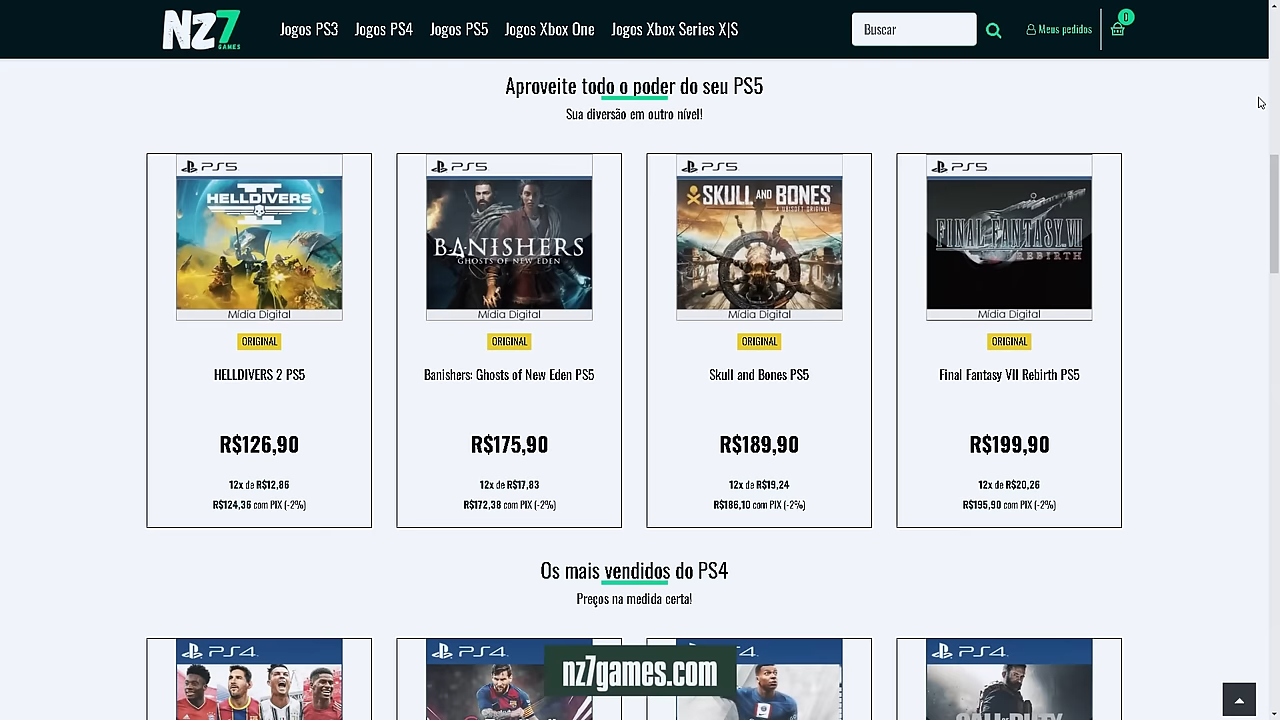 NZ7
GAMES
Jogos PS3
Jogos PS4
Jogos PS5
Jogos Xbox One
Jogos Xbox Series X|S
Buscar
Meus pedidos
0
Aproveite todo o poder do seu PS5
Sua diversão em outro nível!
PS5
HELLDIVERS
II
Mídia Digital
ORIGINAL
HELLDIVERS 2 PS5
R$126,90
12x de R$12,86
R$124,36 com PIX (-2%)
PS5
BANISHERS
GHOSTS OF NEW EDEN
Mídia Digital
ORIGINAL
Banishers: Ghosts of New Eden PS5
R$175,90
12x de R$17,83
R$172,38 com PIX (-2%)
PS5
SKULL AND BONES
A UBISOFT ORIGINAL
Mídia Digital
ORIGINAL
Skull and Bones PS5
R$189,90
12x de R$19,24
R$186,10 com PIX (-2%)
PS5
FINAL FANTASY VII
REBIRTH
Mídia Digital
ORIGINAL
Final Fantasy VII Rebirth PS5
R$199,90
12x de R$20,26
R$195,90 com PIX (-2%)
Os mais vendidos do PS4
Preços na medida certa!
PS4
PS4
PS4
PS4
CALL OF DUTY
nz7games.com